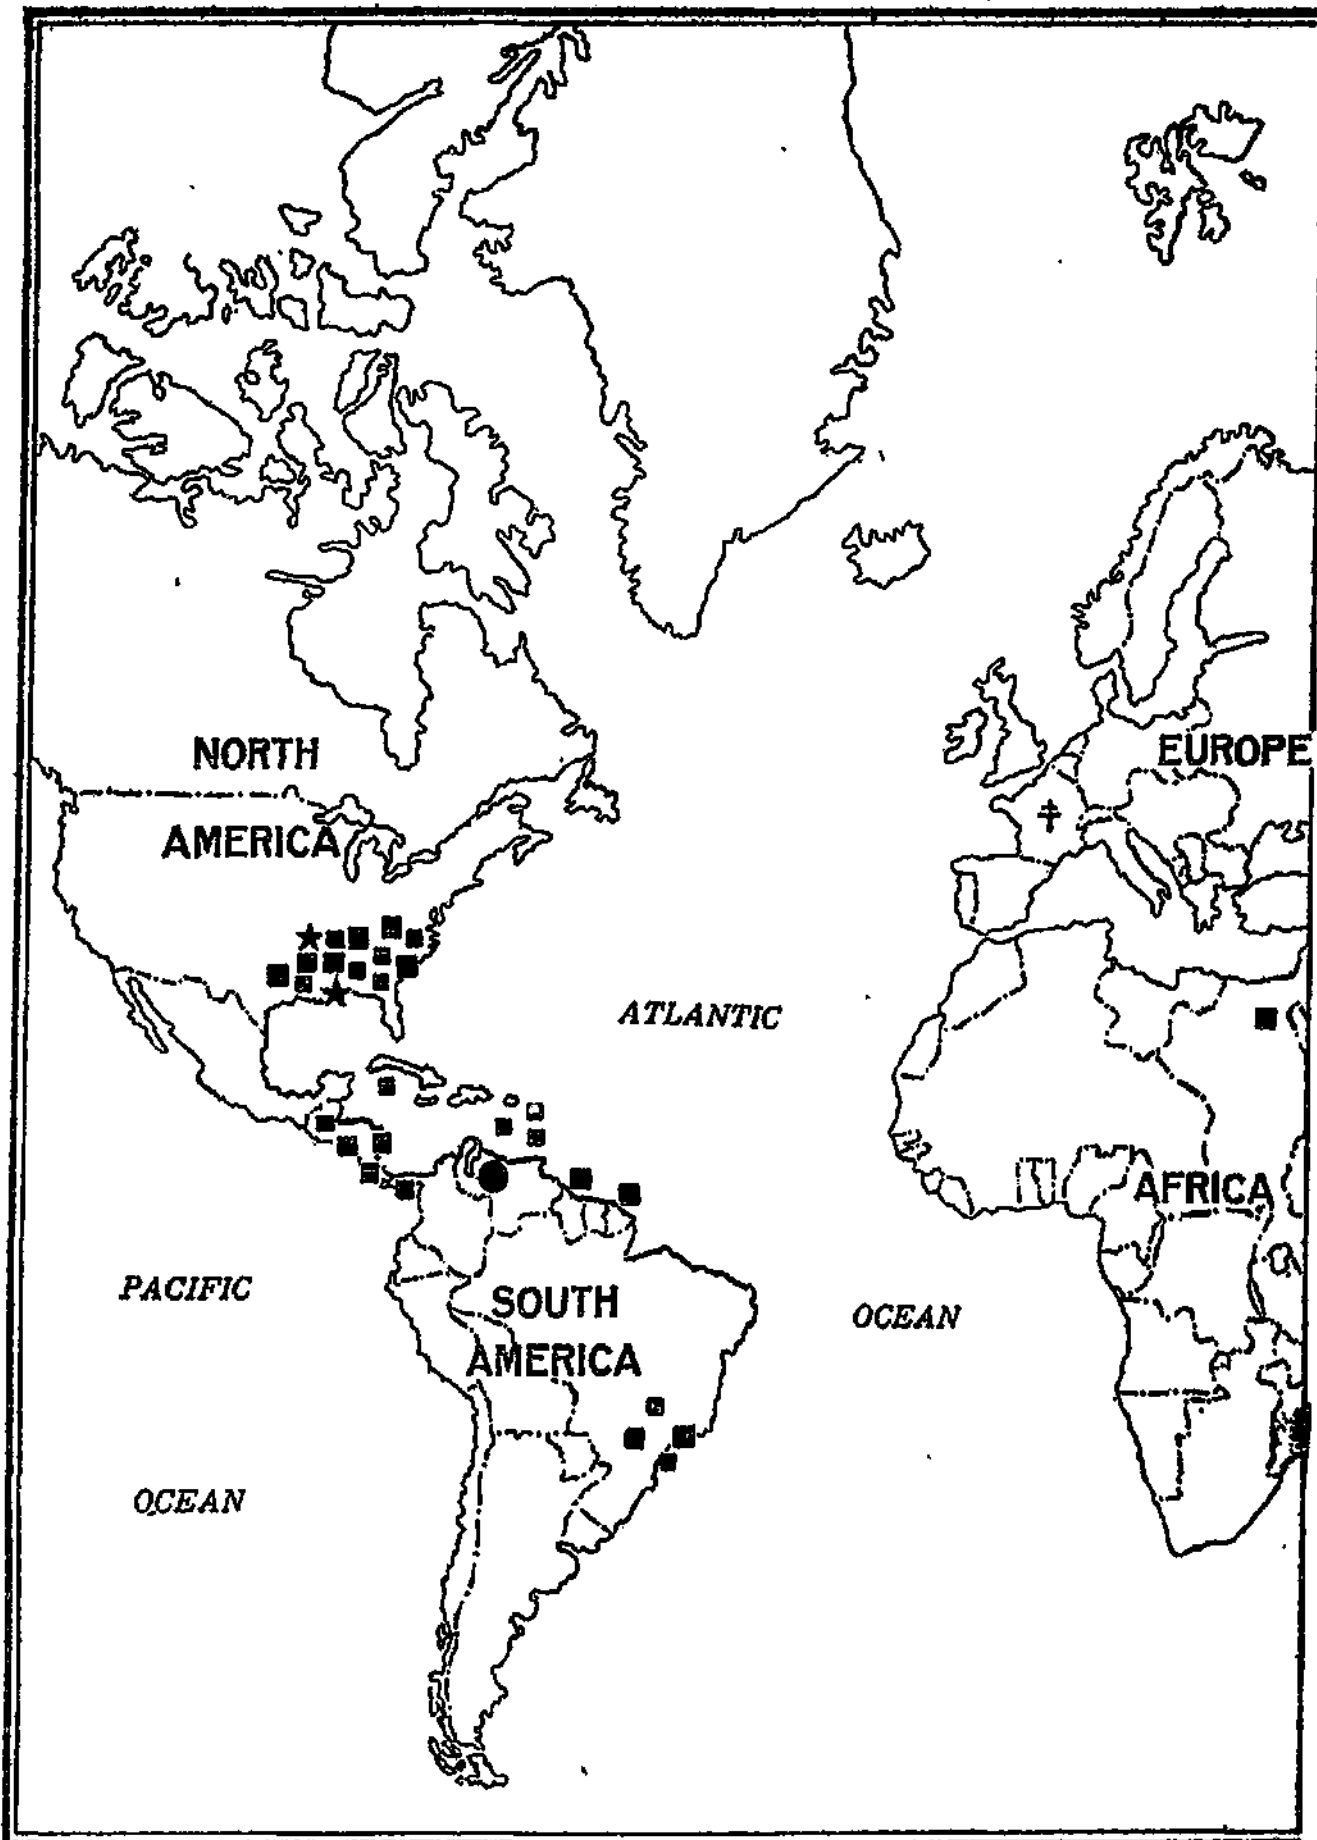 NORTH
AMERICA
EUROPE
ATLANTIC
AFRICA
PACIFIC
SOUTH
AMERICA
OCEAN
OCEAN